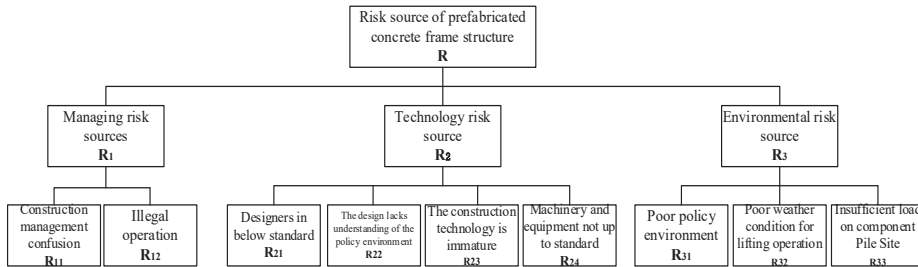 Risk source of prefabricated
concrete frame structure
R
Managing risk
sources
R1
Technology risk
source
R2
Environmental risk
source
R3
Construction
management
confusion
R11
Illegal
operation
R12
Designers in
below standard
R21
The design lacks
understanding of the policy
environment
R22
The construction
technology is
immature
R23
Machinery and
equipment not up
to standard
R24
Poor policy
environment
R31
Poor weather
condition for
lifting operation
R32
Insufficient load
on component
Pile Site
R33